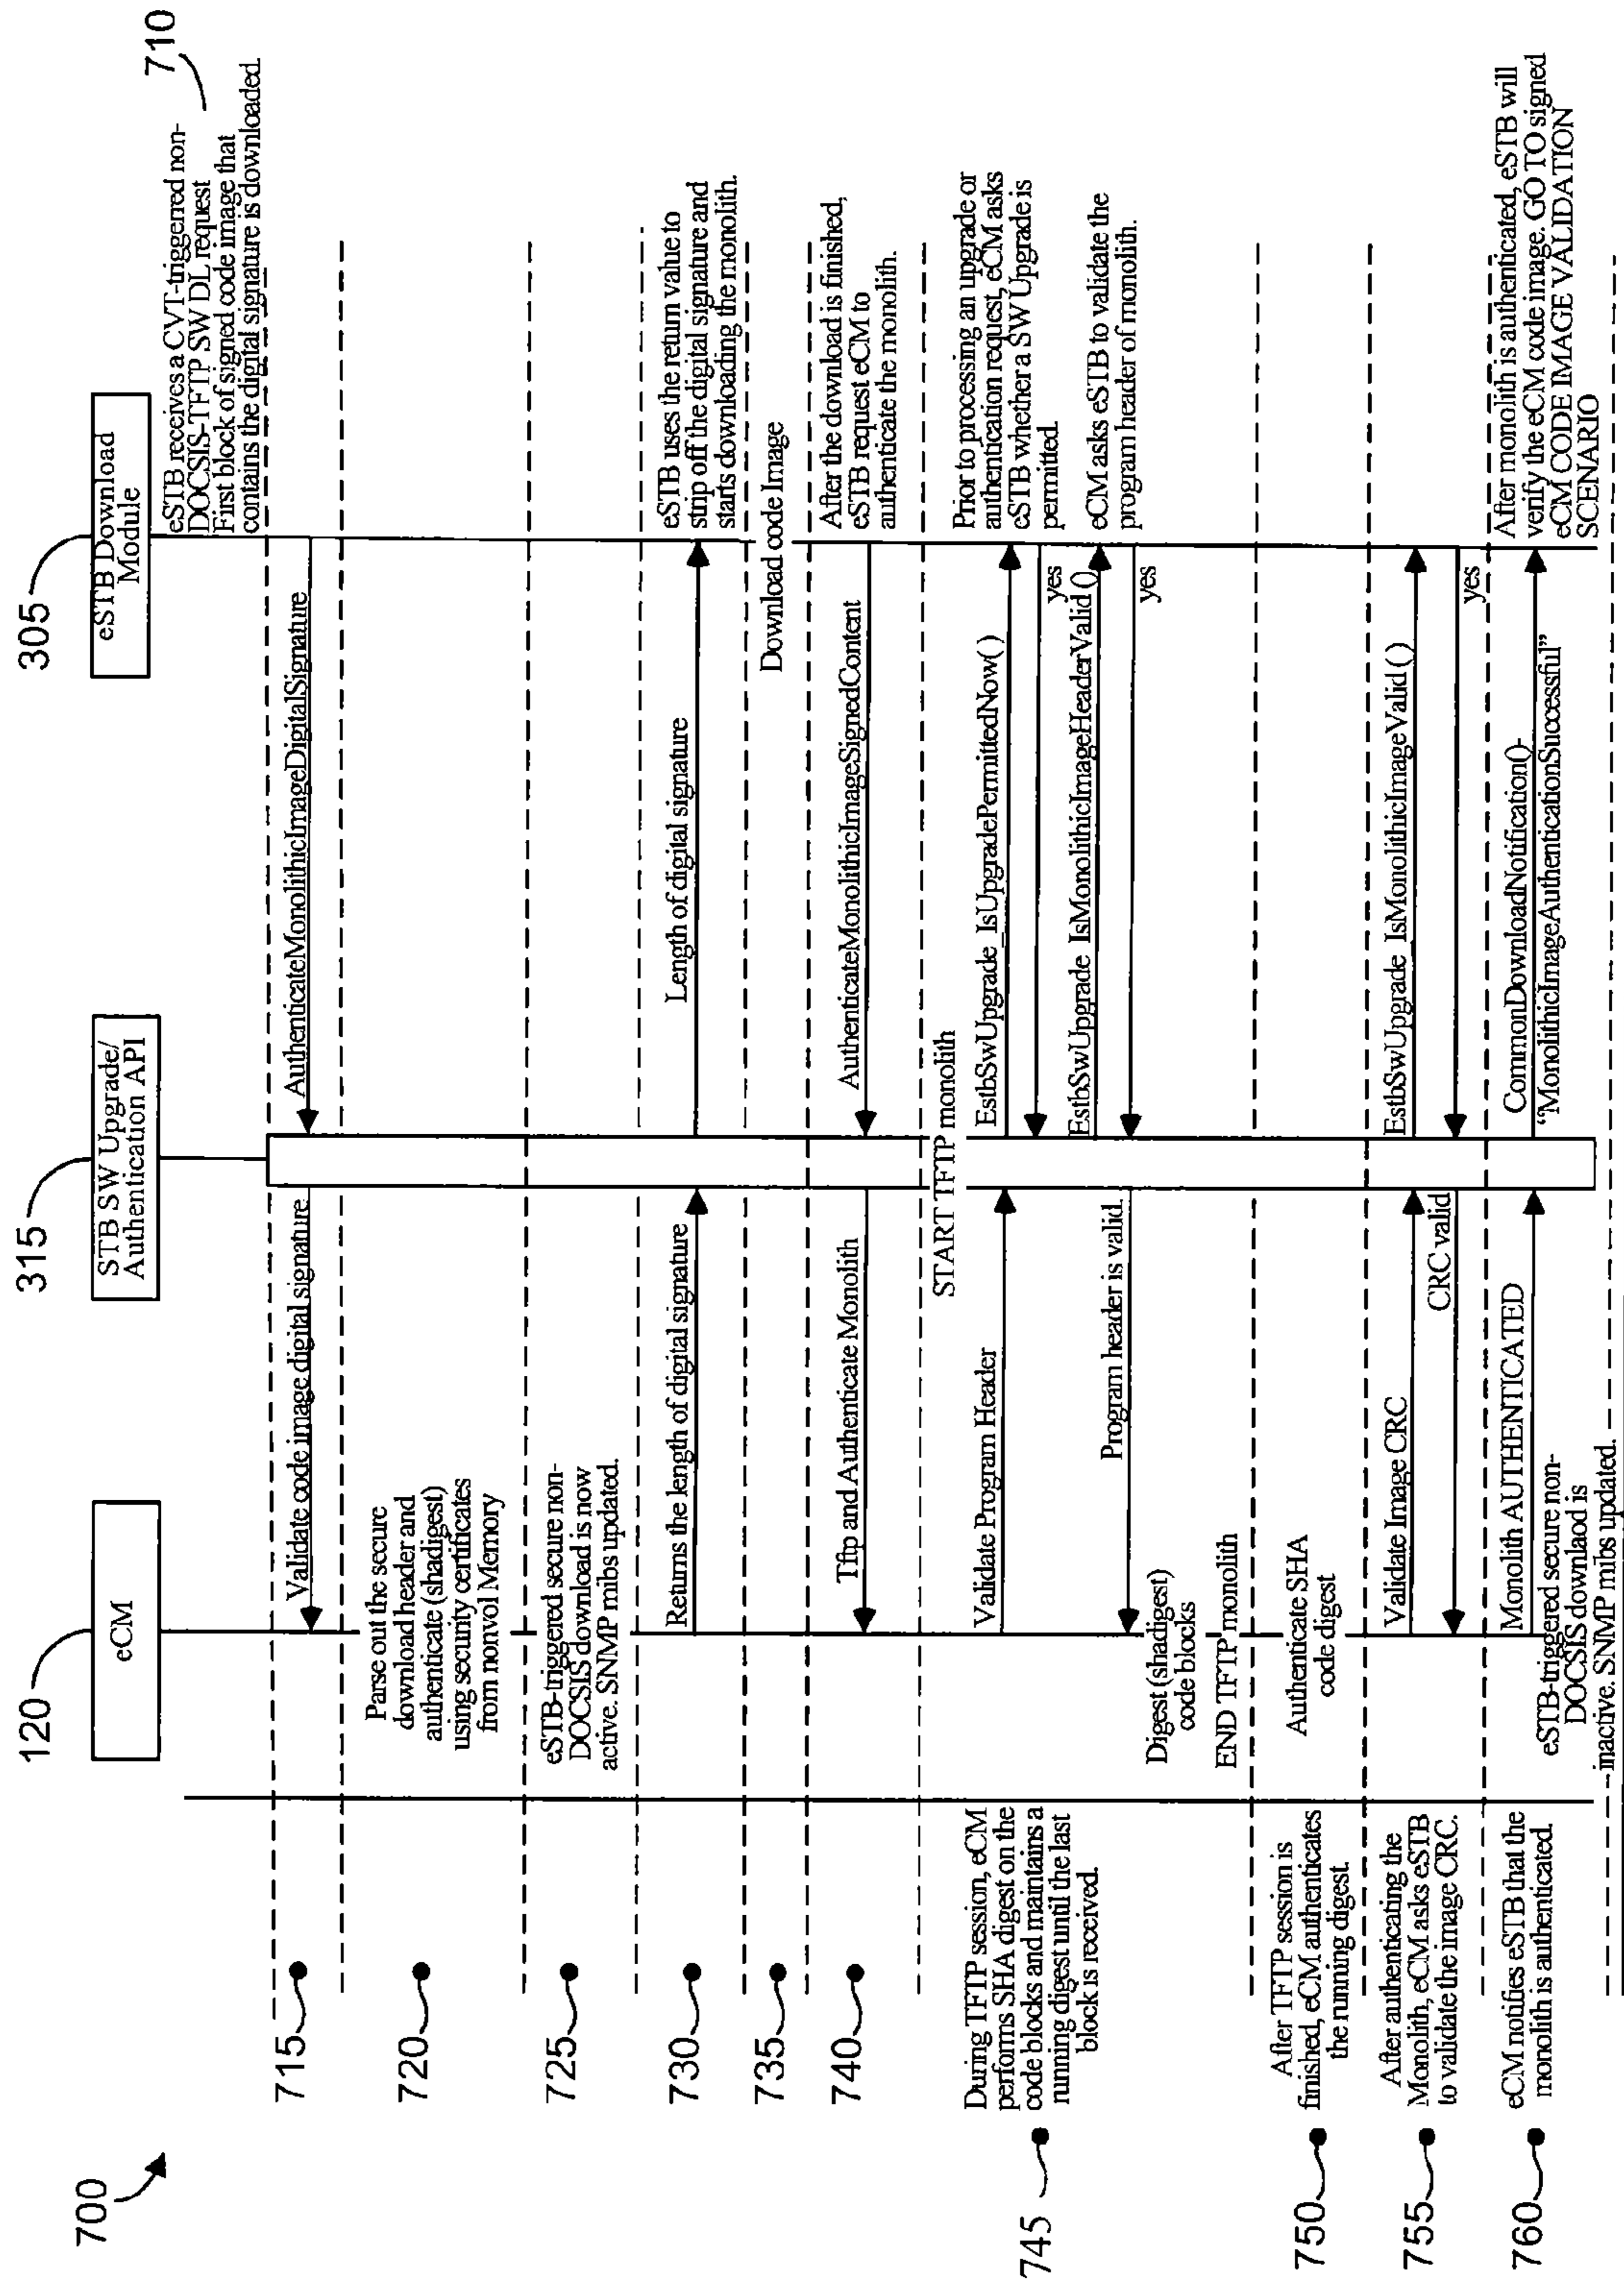 700
120
eCM
315
STB SW Upgrade/
Authentication API
305
eSTB Download
Module
eSTB receives a CVT-triggerred non-
DOCSIS-TFTP SW DL request
First block of signed code image that
contains the digital signature is downloaded.
710
715
Validate code image digital signature
AuthenticateMonolithicImageDigitalSignature
720
Parse out the secure
download header and
authenticate (shadigest)
using security certificates
from nonvol Memory
725
eSTB-triggered secure non-
DOCSIS download is now
active. SNMP mibs updated.
730
Returns the length of digital signature
Length of digital signature
eSTB uses the return value to
strip off the digital signature and
starts downloading the monolith.
735
Download code Image
740
Tftp and Authenticate Monolith
AuthenticateMonolithicImageSignedContent
After the download is finished,
eSTB request eCM to
authenticate the monolith.
745
During TFTP session, eCM
performs SHA digest on the
code blocks and maintains a
running digest until the last
block is received.
START TFTP monolith
Validate Program Header
EstbSwUpgrade_IsUpgradePermittedNow( )
yes
Prior to processing an upgrade or
authentication request, eCM asks
eSTB whether a SW Upgrade is
permitted.
EstbSwUpgrade_IsMonolithicImageHeaderValid ()
yes
eCM asks eSTB to validate the
program header of monolith.
Program header is valid.
Digest (shadigest)
code blocks
END TFTP monolith
750
After TFTP session is
finished, eCM authenticates
the running digest.
Authenticate SHA
code digest
755
After authenticating the
Monolith, eCM asks eSTB
to validate the image CRC.
Validate Image CRC
CRC valid
EstbSwUpgrade_IsMonolithicImageValid ( )
yes
760
eCM notifies eSTB that the
monolith is authenticated.
Monolith AUTHENTICATED
eSTB-triggered secure non-
DOCSIS downlaod is
inactive. SNMP mibs updated.
CommonDownloadNotification()-
“MonolithicImageAuthenticationSuccessful”
After monolith is authenticated, eSTB will
verify the eCM code image. GO TO signed
eCM CODE IMAGE VALIDATION
SCENARIO